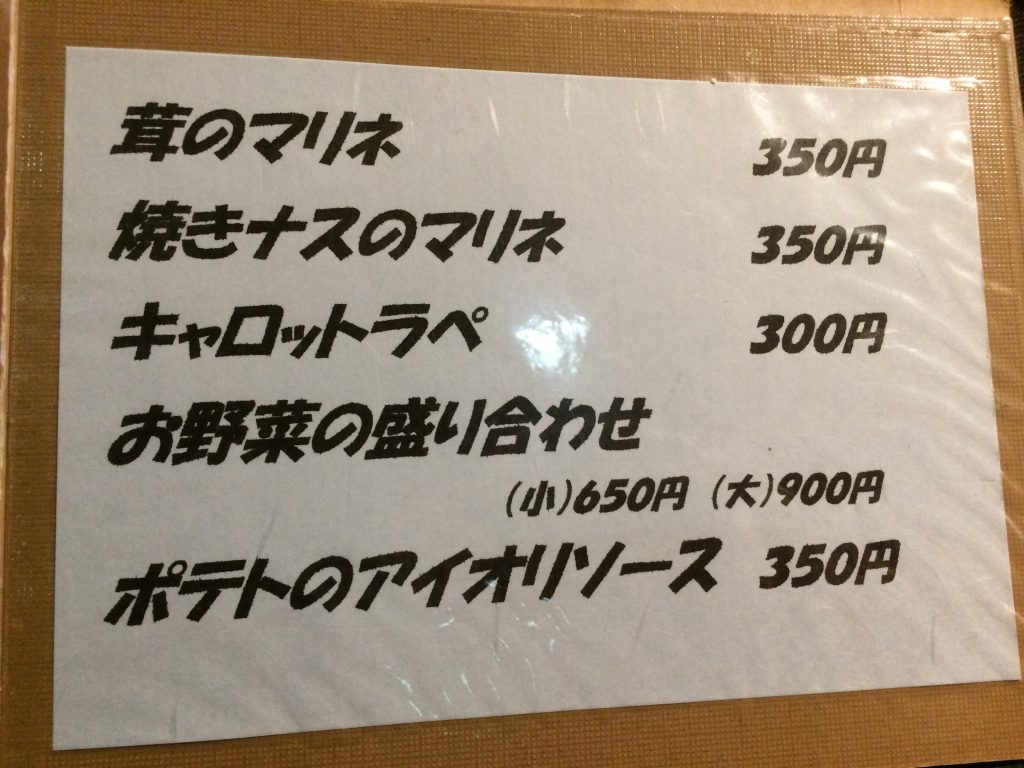 茸のマリネ 350円
焼きナスのマリネ 350円
キャロットラペ 300円
お野菜の盛り合わせ
(小)650円 (大)900円
ポテトのアイオリソース 350円